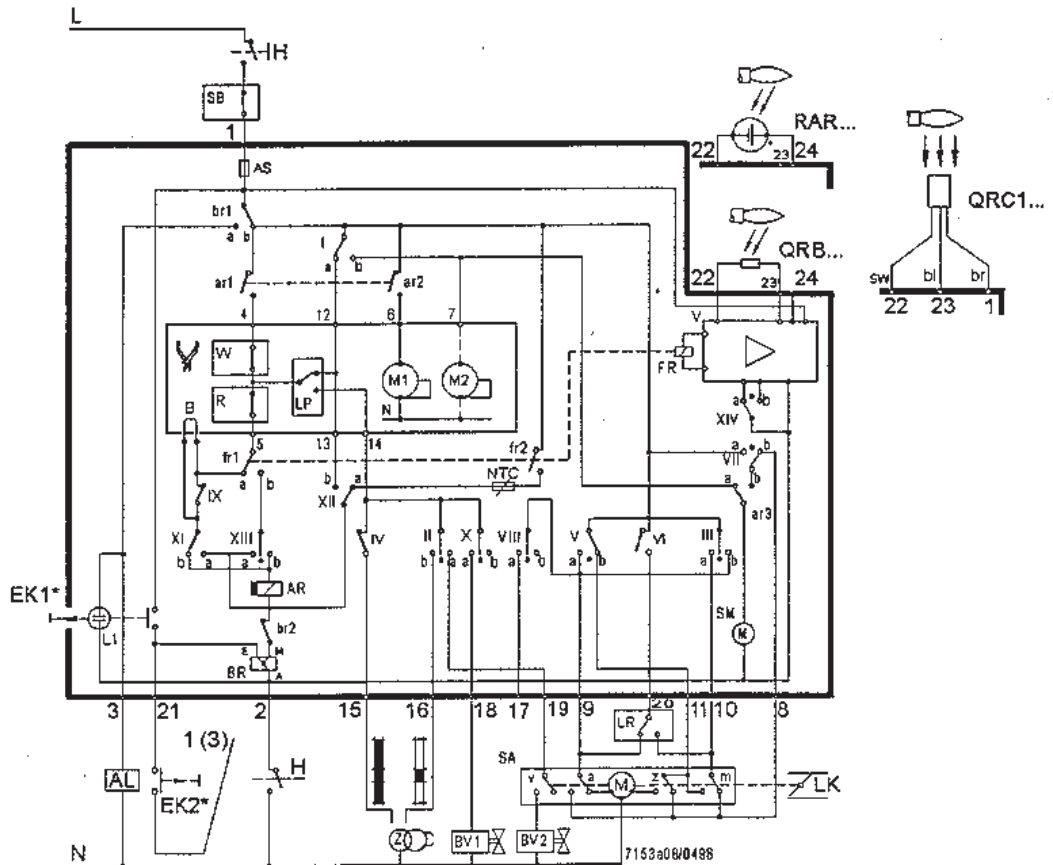 L
H
SB
1
AS
RAR...
22 23 24
QRC1...
sw bl br
22 23 1
br1
a b
I
a b
ar1
ar2
QRB...
22 23 24
4 12 6 7
V
W
R
LP
M1
M2
N
FR
B
5 13 14
a b
XIV
fr1
a b
b a
XII
fr2
NTC
a b
VII
a b
ar3
IX
XI
b a
XIII
a b
IV
II
b a
X
a b
VIII
a b
V
a b
VI
III
a b
AR
EK1*
L1
br2
SM
M
E M
BR
A
3 21 2 15 16 18 17 19 9 20 11 10 8
1 (3)
LR
SA
AL
EK2*
H
v a M z m
LK
Z
BV1
BV2
N
7153a08/0488